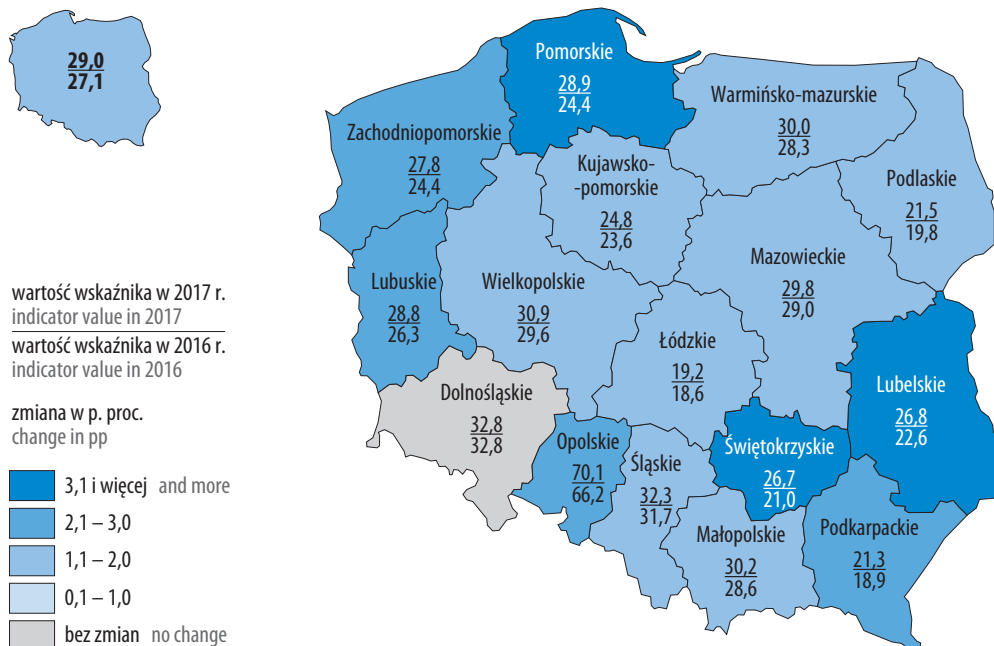 29,0
27,1
wartość wskaźnika w 2017 r.
indicator value in 2017
wartość wskaźnika w 2016 r.
indicator value in 2016
zmiana w p. proc.
change in pp
3,1 i więcej and more
2,1 – 3,0
1,1 – 2,0
0,1 – 1,0
bez zmian no change
Pomorskie
28,9
24,4
Warmińsko-mazurskie
30,0
28,3
Zachodniopomorskie
27,8
24,4
Kujawsko-
-pomorskie
24,8
23,6
Podlaskie
21,5
19,8
Mazowieckie
29,8
29,0
Lubuskie
28,8
26,3
Wielkopolskie
30,9
29,6
Łódzkie
19,2
18,6
Lubelskie
26,8
22,6
Dolnośląskie
32,8
32,8
Opolskie
70,1
66,2
Śląskie
32,3
31,7
Świętokrzyskie
26,7
21,0
Małopolskie
30,2
28,6
Podkarpackie
21,3
18,9